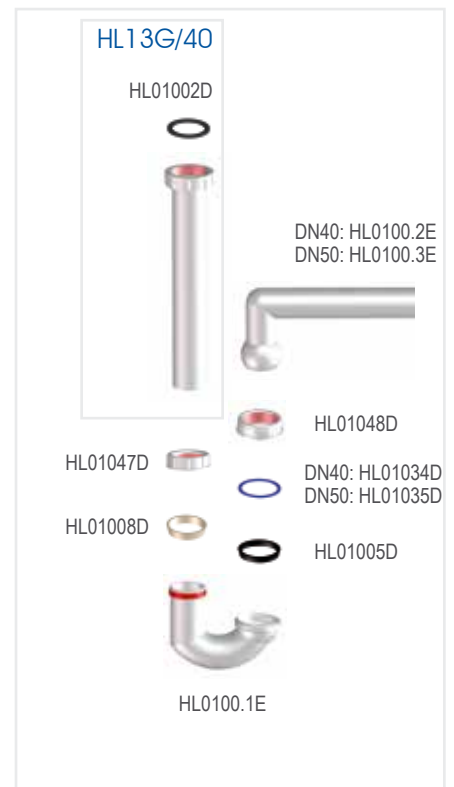 HL13G/40
HL01002D
DN40: HL0100.2E
DN50: HL0100.3E
HL01048D
HL01047D
DN40: HL01034D
DN50: HL01035D
HL01008D
HL01005D
HL0100.1E